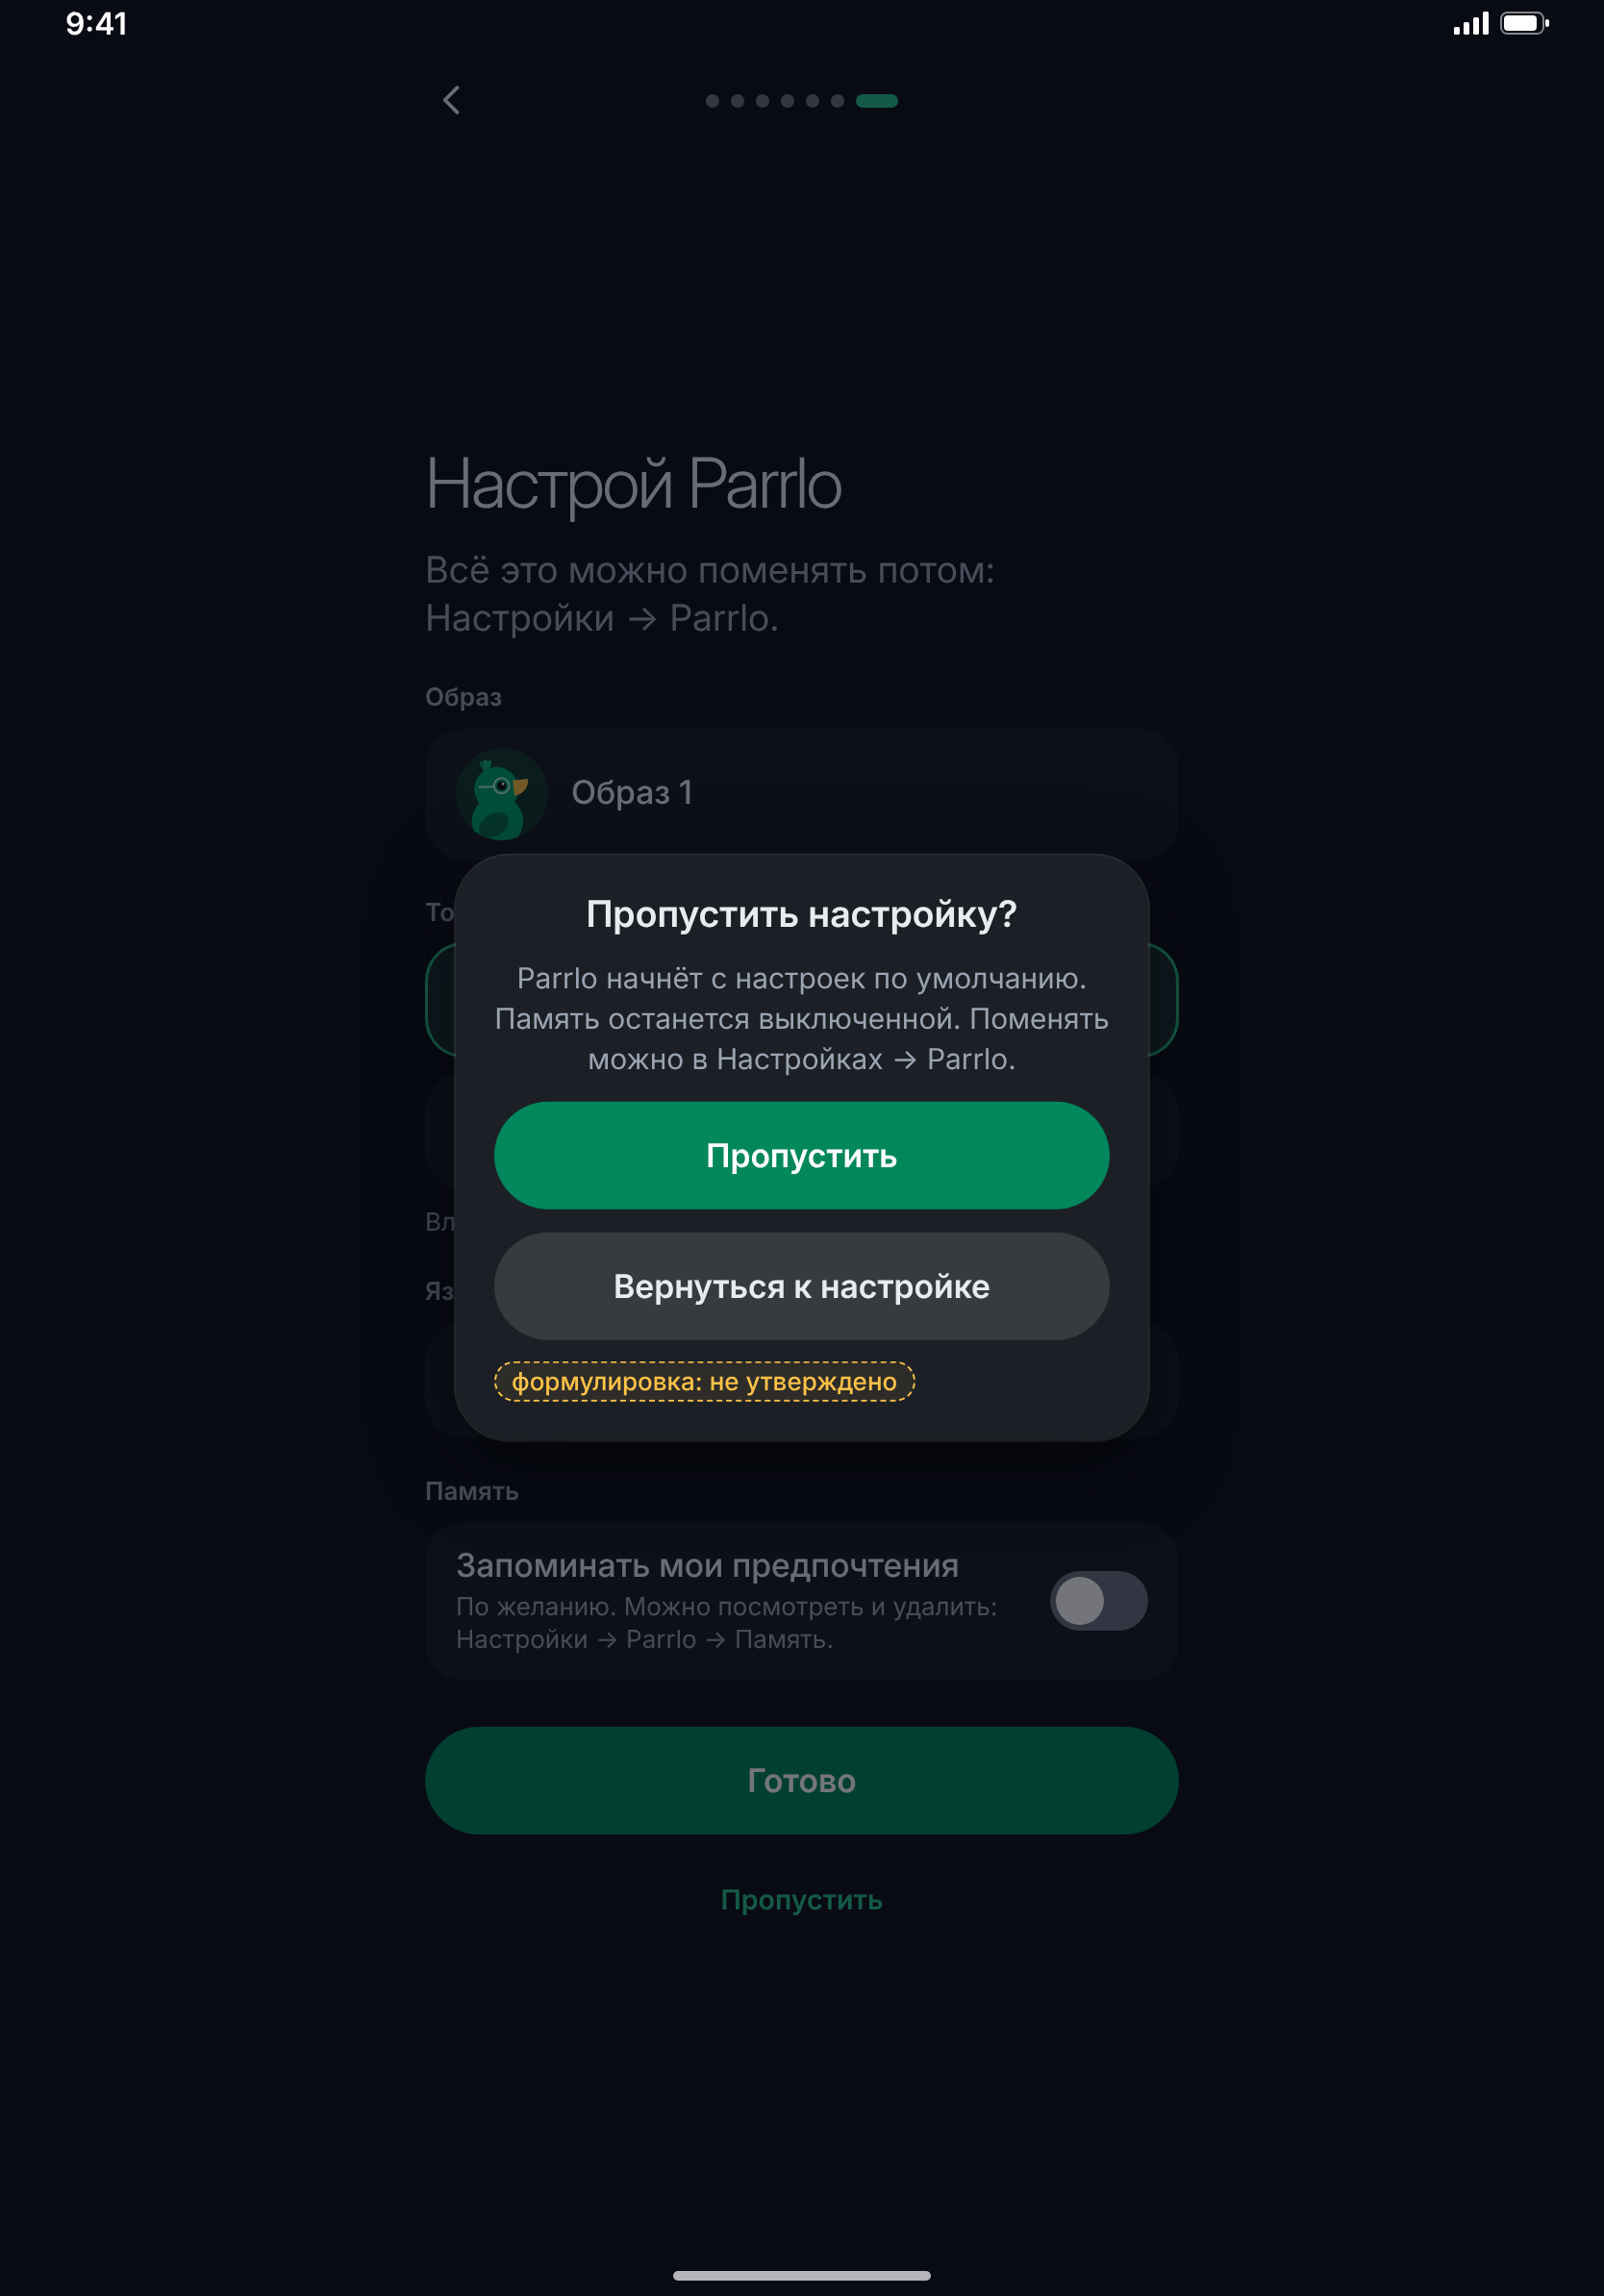 9:41
Настрой Parrlo
Всё это можно поменять потом:
Настройки → Parrlo.
Образ
Образ 1
Пропустить настройку?
Parrlo начнёт с настроек по умолчанию.
Память останется выключенной. Поменять
можно в Настройках → Parrlo.
Пропустить
Вернуться к настройке
формулировка: не утверждено
Память
Запоминать мои предпочтения
По желанию. Можно посмотреть и удалить:
Настройки → Parrlo → Память.
Готово
Пропустить